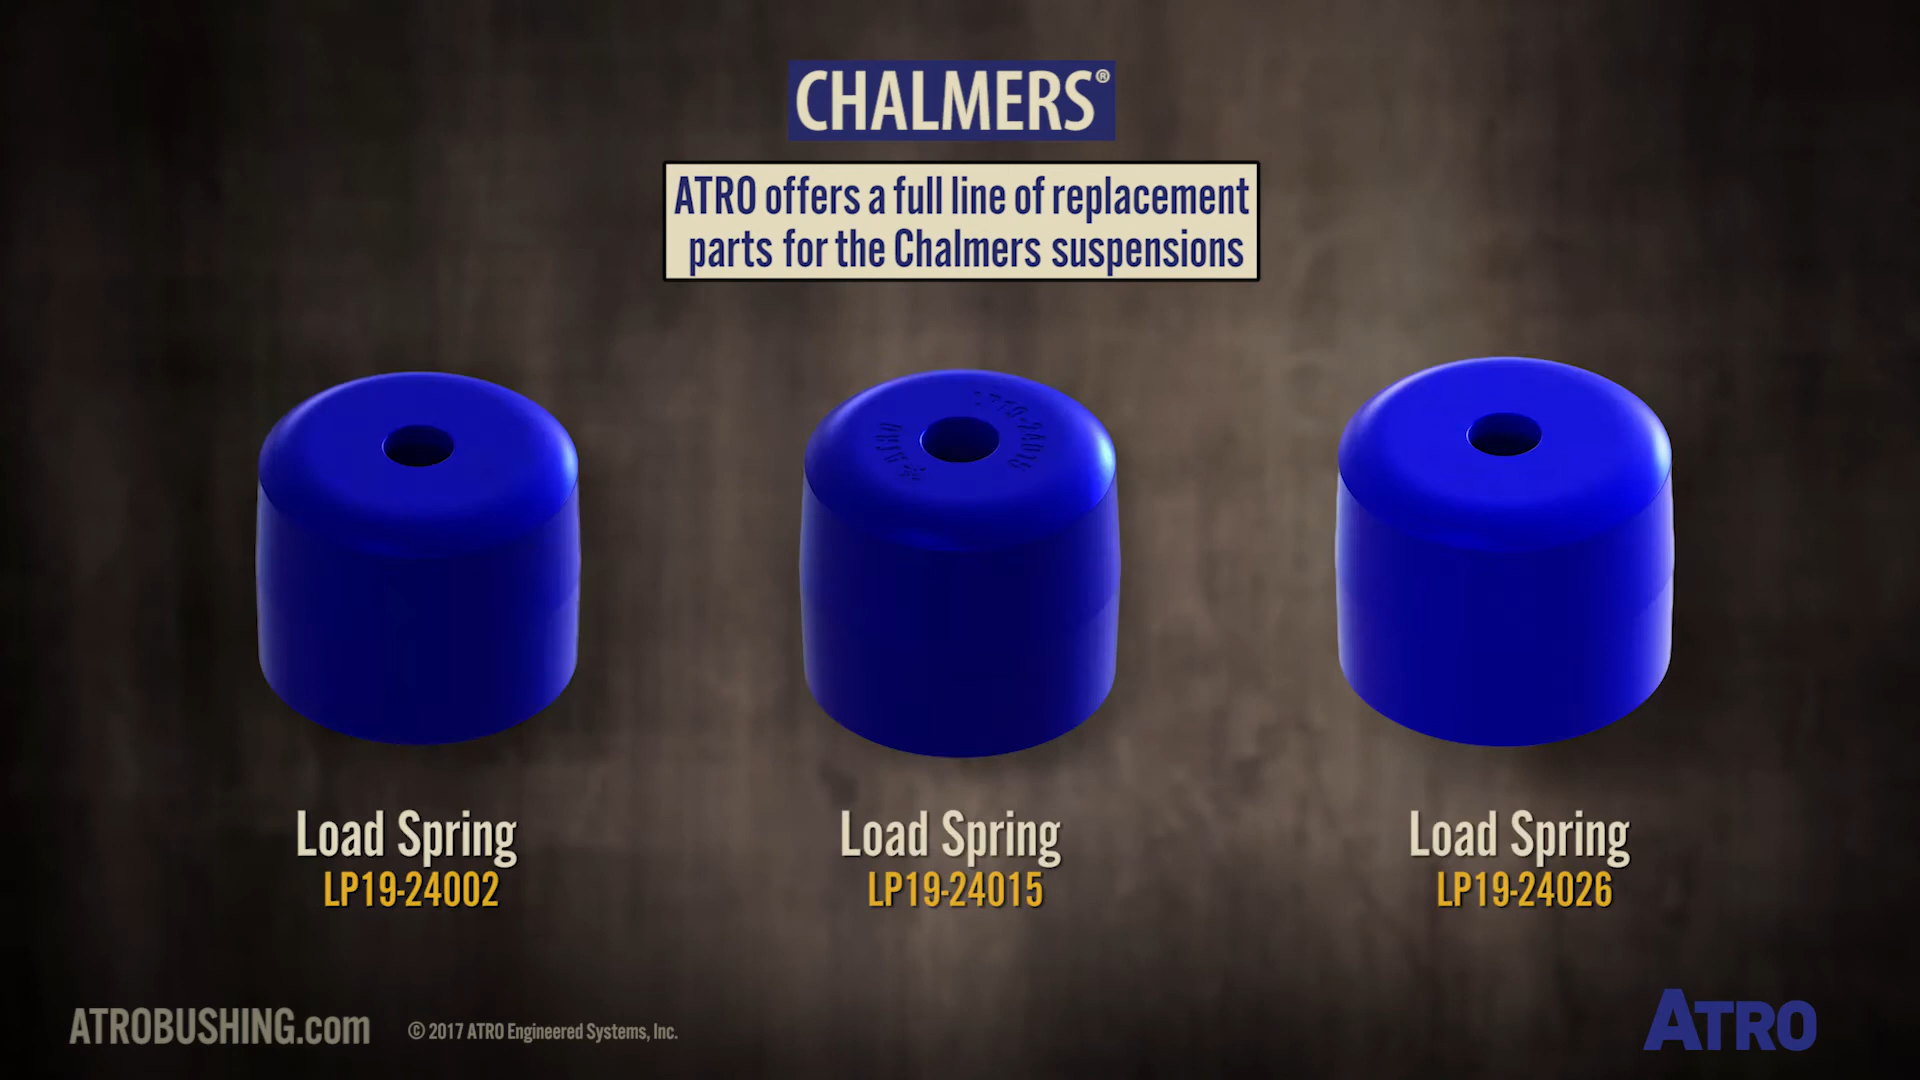 CHALMERS®
ATRO offers a full line of replacement
parts for the Chalmers suspensions
Load Spring
LP19-24002
Load Spring
LP19-24015
Load Spring
LP19-24026
ATROBUSHING.com
© 2017 ATRO Engineered Systems, Inc.
ATRO